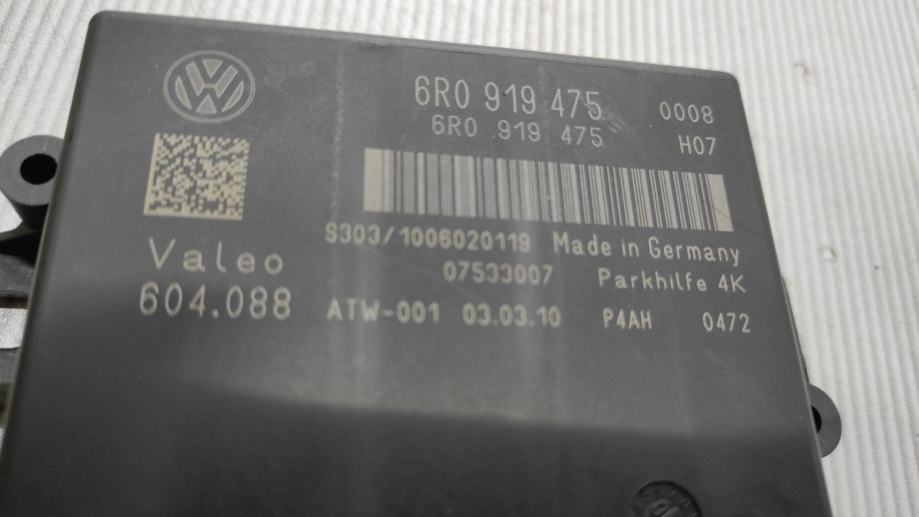 6R0 919 475 0008
6R0 919 475 H07
S303/1006020119 Made in Germany
Valeo 07533007 Parkhilfe 4K
604.088 ATW-001 03.03.10 P4AH 0472